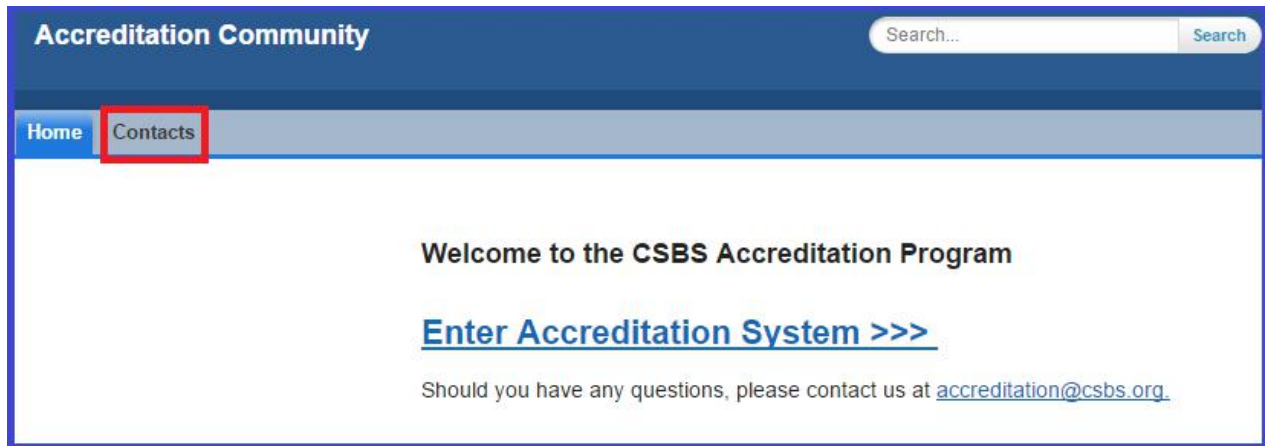 Accreditation Community
Search...
Search
Home
Contacts
Welcome to the CSBS Accreditation Program
Enter Accreditation System >>>
Should you have any questions, please contact us at accreditation@csbs.org.